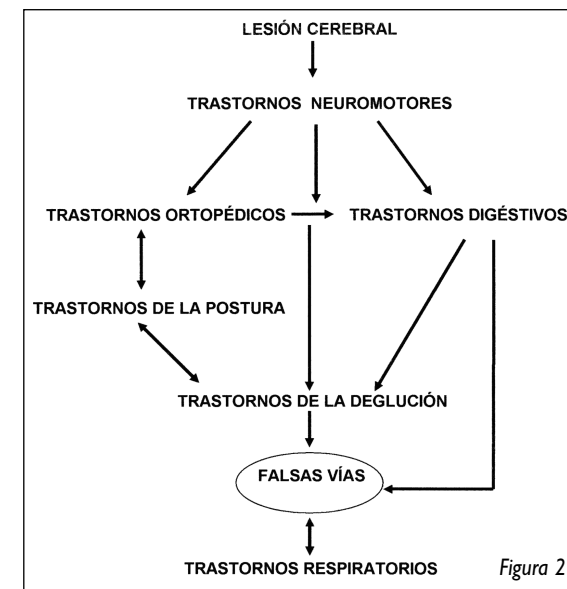 LESIÓN CEREBRAL
TRASTORNOS NEUROMOTORES
TRASTORNOS ORTOPÉDICOS TRASTORNOS DIGÉSTIVOS
TRASTORNOS DE LA POSTURA
TRASTORNOS DE LA DEGLUCIÓN
FALSAS VÍAS
TRASTORNOS RESPIRATORIOS Figura 2